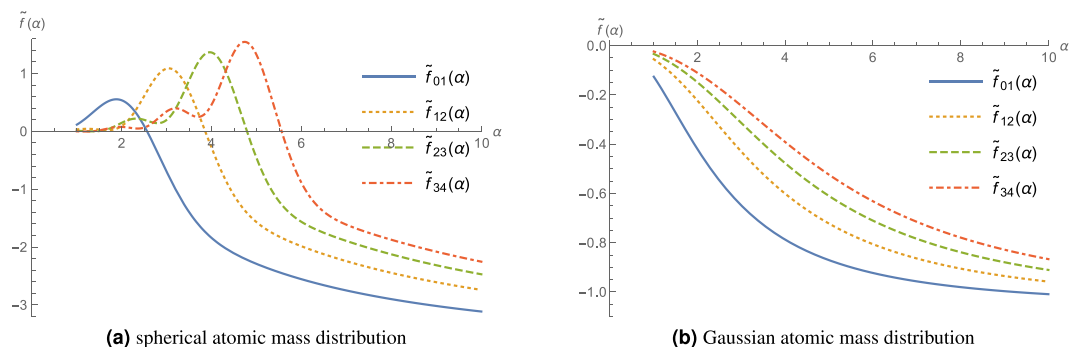 f̃(α)
1
0
−1
−2
−3
2
4
6
8
10
α
f̃₀₁(α)
f̃₁₂(α)
f̃₂₃(α)
f̃₃₄(α)
(a) spherical atomic mass distribution
f̃(α)
0.0
−0.2
−0.4
−0.6
−0.8
−1.0
2
4
6
8
10
α
f̃₀₁(α)
f̃₁₂(α)
f̃₂₃(α)
f̃₃₄(α)
(b) Gaussian atomic mass distribution